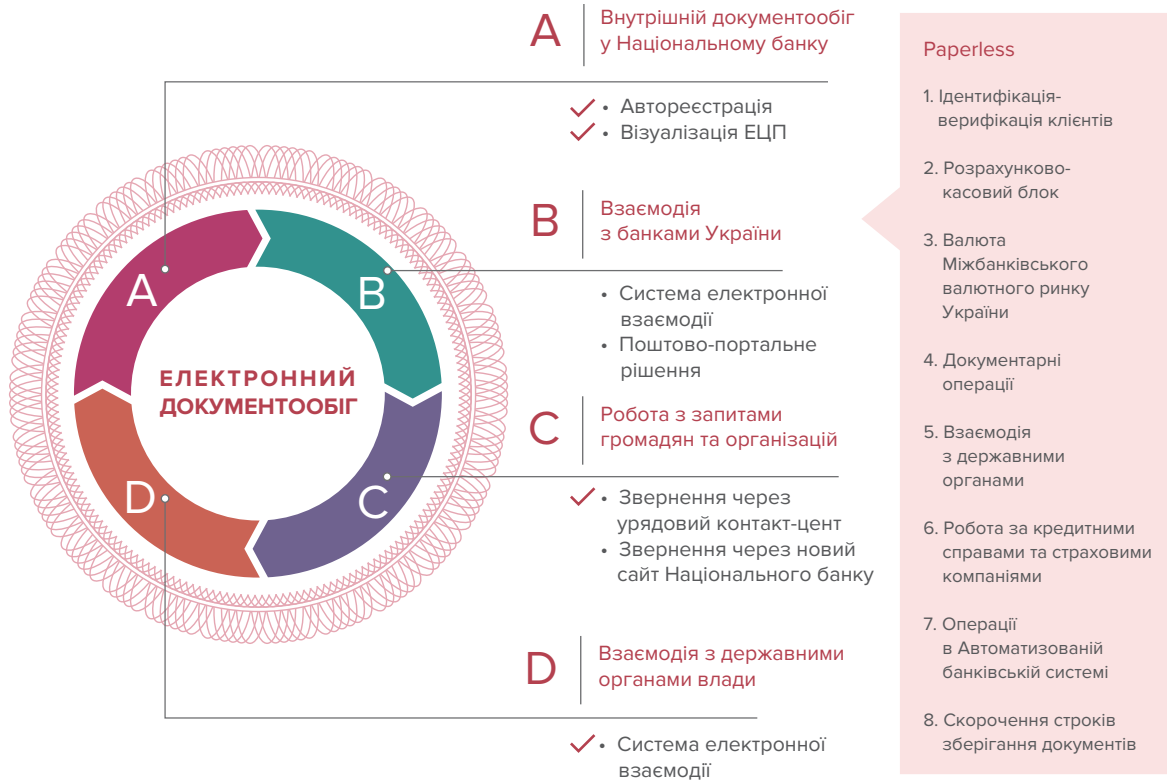 A
Внутрішній документообіг
у Національному банку
• Автореєстрація
• Візуалізація ЕЦП
B
Взаємодія
з банками України
• Система електронної
взаємодії
• Поштово-портальне
рішення
C
Робота з запитами
громадян та організацій
• Звернення через
урядовий контакт-цент
• Звернення через новий
сайт Національного банку
D
Взаємодія з державними
органами влади
• Система електронної
взаємодії
A
B
ЕЛЕКТРОННИЙ
ДОКУМЕНТООБІГ
D
C
Paperless
1. Ідентифікація-
верифікація клієнтів
2. Розрахунково-
касовий блок
3. Валюта
Міжбанківського
валютного ринку
України
4. Документарні
операції
5. Взаємодія
з державними
органами
6. Робота за кредитними
справами та страховими
компаніями
7. Операції
в Автоматизованій
банківській системі
8. Скорочення строків
зберігання документів